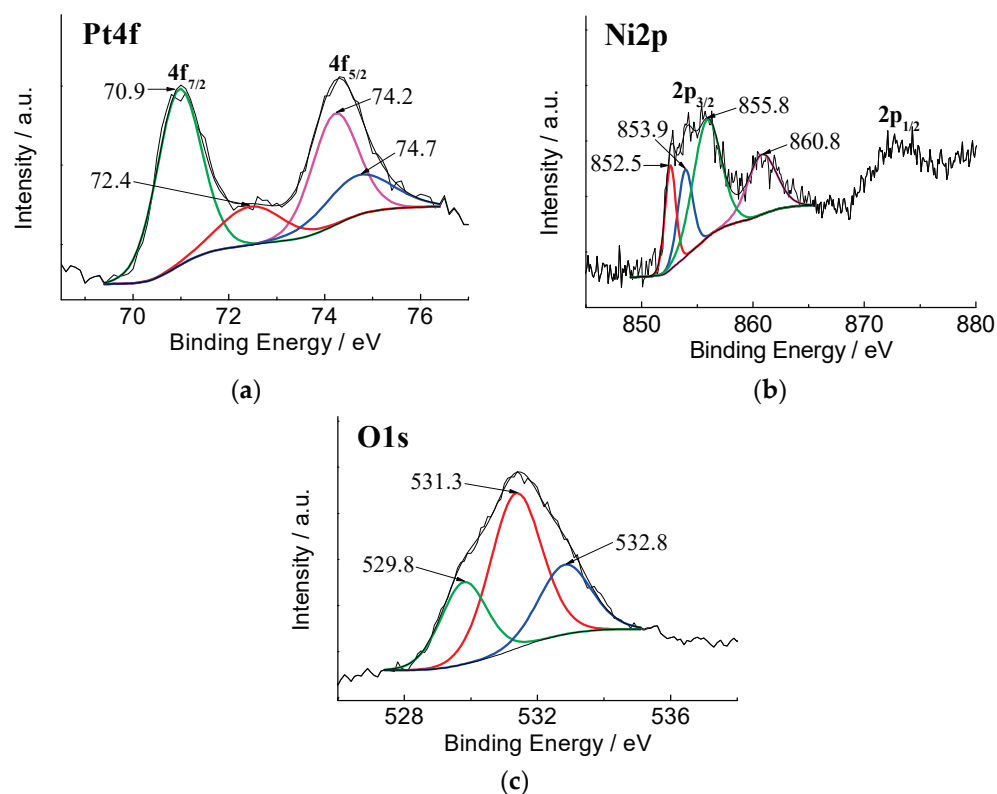 Pt4f
4f7/2
4f5/2
70.9
74.2
74.7
72.4
Intensity / a.u.
70 72 74 76
Binding Energy / eV
(a)
Ni2p
2p3/2
855.8
2p1/2
853.9
860.8
852.5
Intensity / a.u.
850 860 870 880
Binding Energy / eV
(b)
O1s
531.3
532.8
529.8
Intensity / a.u.
528 532 536
Binding Energy / eV
(c)